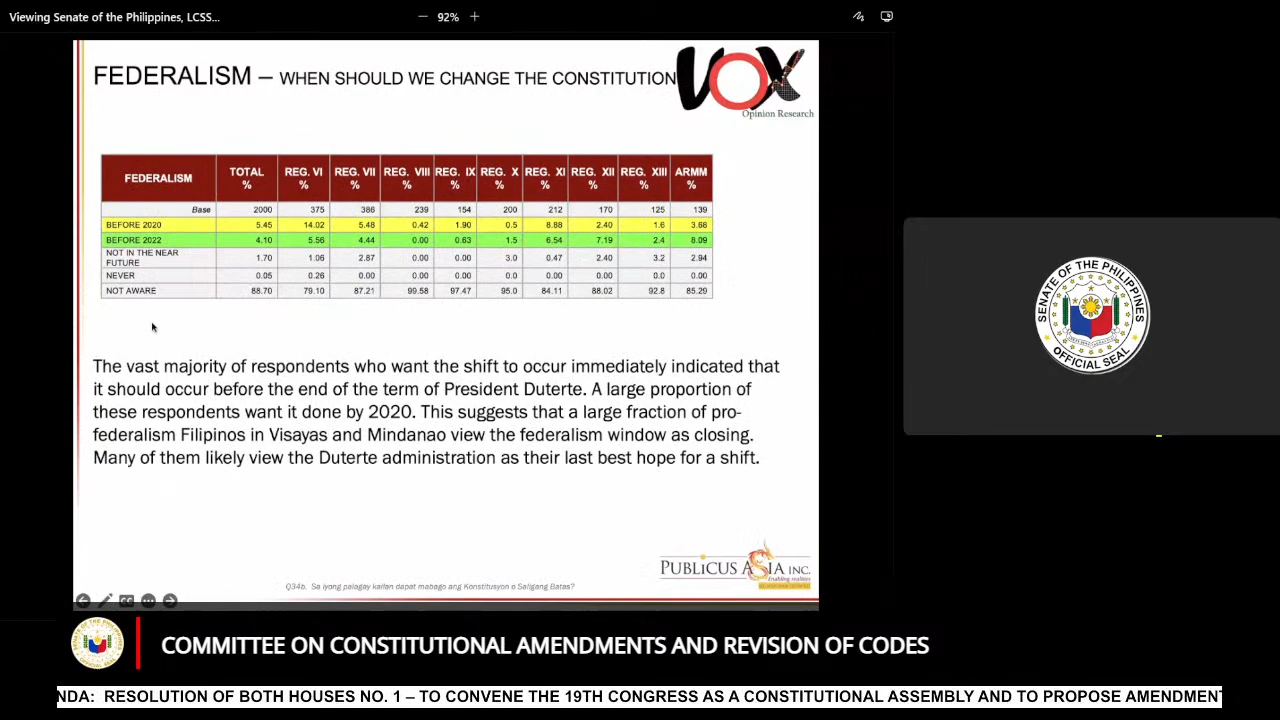 Viewing Senate of the Philippines, LCSS...
92%
FEDERALISM – WHEN SHOULD WE CHANGE THE CONSTITUTION
VOX
Opinion Research
FEDERALISM TOTAL % REG. VI % REG. VII % REG. VIII % REG. IX % REG. X % REG. XI % REG. XII % REG. XIII % ARMM %
Base 2000 375 386 239 154 200 212 170 125 139
BEFORE 2020 5.45 14.02 5.48 0.42 1.90 0.5 8.88 2.40 1.6 3.68
BEFORE 2022 4.10 5.56 4.44 0.00 0.63 1.5 6.54 7.19 2.4 8.09
NOT IN THE NEAR FUTURE 1.70 1.06 2.87 0.00 0.00 3.0 0.47 2.40 3.2 2.94
NEVER 0.05 0.26 0.00 0.00 0.00 0.0 0.00 0.00 0.0 0.00
NOT AWARE 88.70 79.10 87.21 99.58 97.47 95.0 84.11 88.02 92.8 85.29
The vast majority of respondents who want the shift to occur immediately indicated that
it should occur before the end of the term of President Duterte. A large proportion of
these respondents want it done by 2020. This suggests that a large fraction of pro-
federalism Filipinos in Visayas and Mindanao view the federalism window as closing.
Many of them likely view the Duterte administration as their last best hope for a shift.
PUBLiCUS ASIA INC.
Enabling realities
Q34b. Sa iyong palagay kailan dapat mabago ang Konstitusyon o Saligang Batas?
CC
SENATE OF THE PHILIPPINES
OFFICIAL SEAL
COMMITTEE ON CONSTITUTIONAL AMENDMENTS AND REVISION OF CODES
NDA: RESOLUTION OF BOTH HOUSES NO. 1 – TO CONVENE THE 19TH CONGRESS AS A CONSTITUTIONAL ASSEMBLY AND TO PROPOSE AMENDMENT